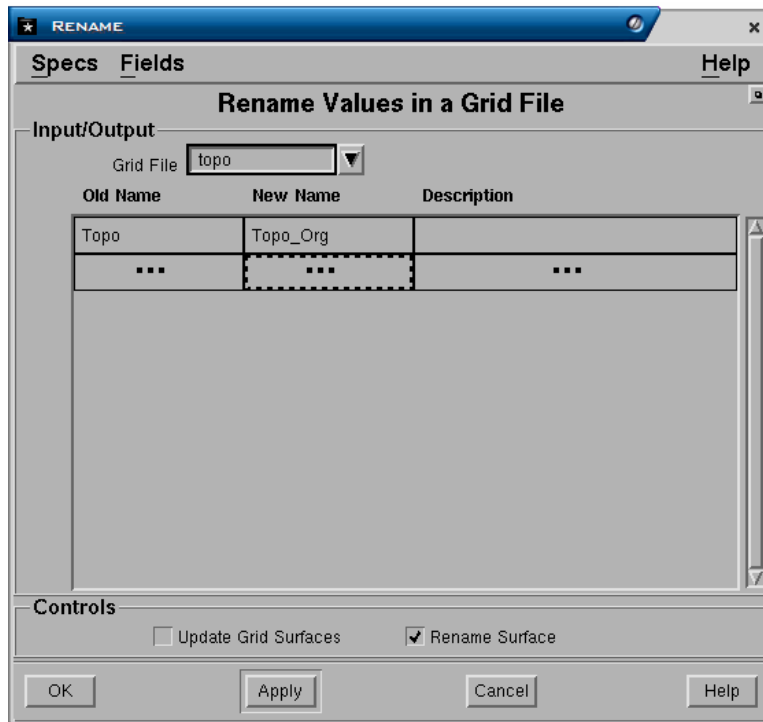 RENAME
Specs Fields Help
Rename Values in a Grid File
Input/Output
Grid File topo
Old Name New Name Description
Topo Topo_Org
... ... ...
Controls
Update Grid Surfaces Rename Surface
OK Apply Cancel Help